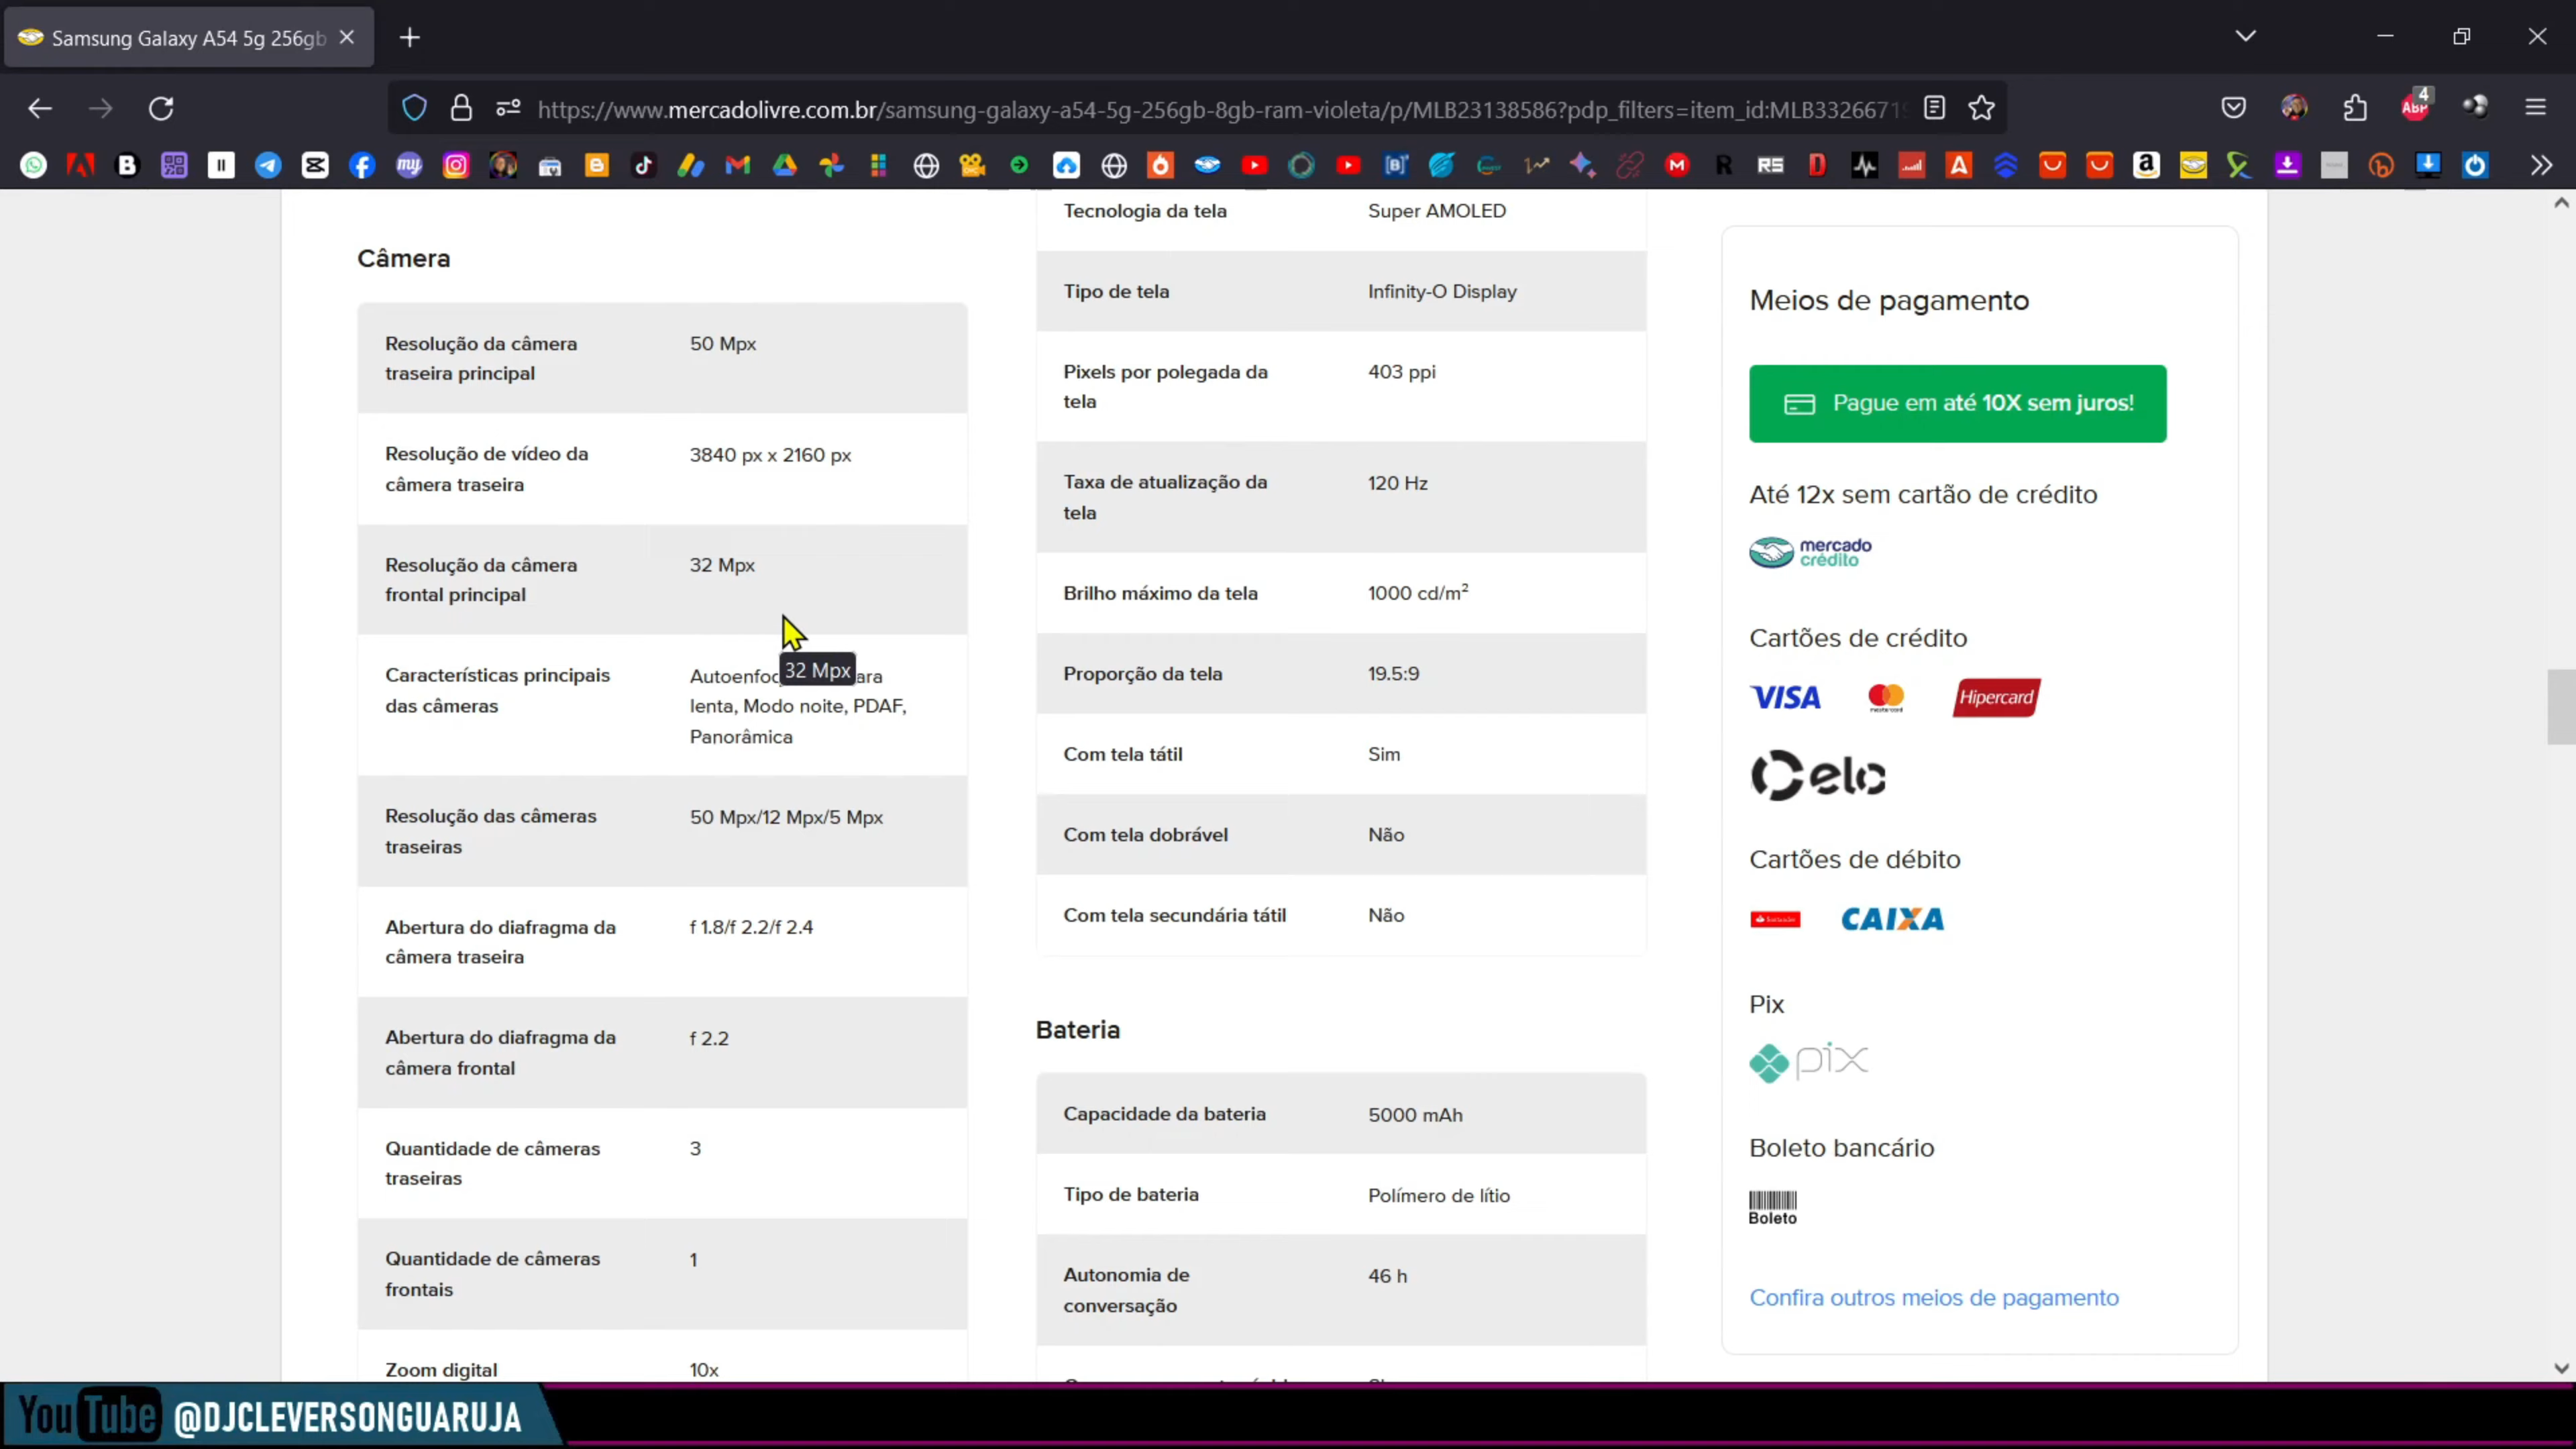 Samsung Galaxy A54 5g 256gb
https://www.mercadolivre.com.br/samsung-galaxy-a54-5g-256gb-8gb-ram-violeta/p/MLB23138586?pdp_filters=item_id:MLB3326671
4
ABP
Câmera
Resolução da câmera
traseira principal
50 Mpx
Resolução de vídeo da
câmera traseira
3840 px x 2160 px
Resolução da câmera
frontal principal
32 Mpx
32 Mpx
Características principais
das câmeras
Autoenfoq ara
lenta, Modo noite, PDAF,
Panorâmica
Resolução das câmeras
traseiras
50 Mpx/12 Mpx/5 Mpx
Abertura do diafragma da
câmera traseira
f 1.8/f 2.2/f 2.4
Abertura do diafragma da
câmera frontal
f 2.2
Quantidade de câmeras
traseiras
3
Quantidade de câmeras
frontais
1
Zoom digital
10x
Tecnologia da tela
Super AMOLED
Tipo de tela
Infinity-O Display
Pixels por polegada da
tela
403 ppi
Taxa de atualização da
tela
120 Hz
Brilho máximo da tela
1000 cd/m²
Proporção da tela
19.5:9
Com tela tátil
Sim
Com tela dobrável
Não
Com tela secundária tátil
Não
Bateria
Capacidade da bateria
5000 mAh
Tipo de bateria
Polímero de lítio
Autonomia de
conversação
46 h
Meios de pagamento
Pague em até 10X sem juros!
Até 12x sem cartão de crédito
mercado
crédito
Cartões de crédito
VISA
mastercard
Hipercard
elo
Cartões de débito
Santander
CAIXA
Pix
pix
Boleto bancário
Boleto
Confira outros meios de pagamento
YouTube @DJCLEVERSONGUARUJA